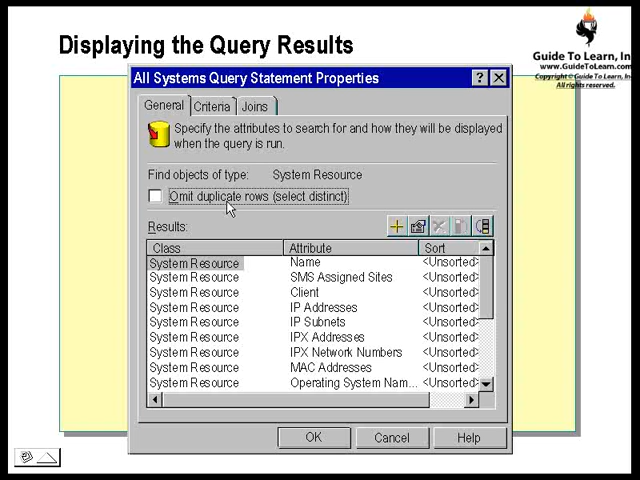 Displaying the Query Results
Guide To Learn, In
www.GuideToLearn.com
Copyright © Guide To Learn, In
All rights reserved.
All Systems Query Statement Properties
General Criteria Joins
Specify the attributes to search for and how they will be displayed
when the query is run.
Find objects of type: System Resource
Omit duplicate rows (select distinct)
Results:
Class Attribute Sort
System Resource Name <Unsorted>
System Resource SMS Assigned Sites <Unsorted>
System Resource Client <Unsorted>
System Resource IP Addresses <Unsorted>
System Resource IP Subnets <Unsorted>
System Resource IPX Addresses <Unsorted>
System Resource IPX Network Numbers <Unsorted>
System Resource MAC Addresses <Unsorted>
System Resource Operating System Nam... <Unsorted>
OK Cancel Help